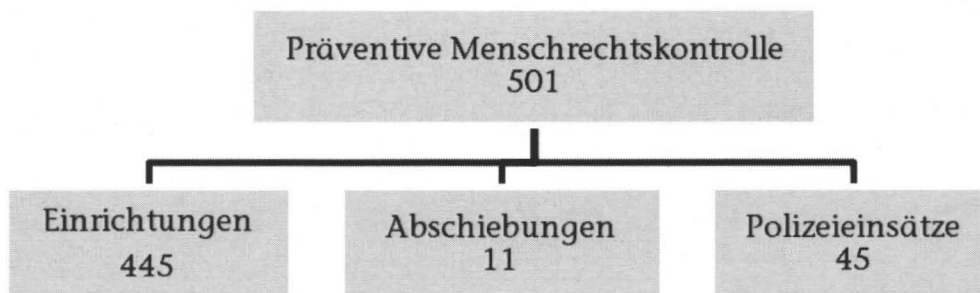 Präventive Menschrechtskontrolle
501
Einrichtungen
445
Abschiebungen
11
Polizeieinsätze
45